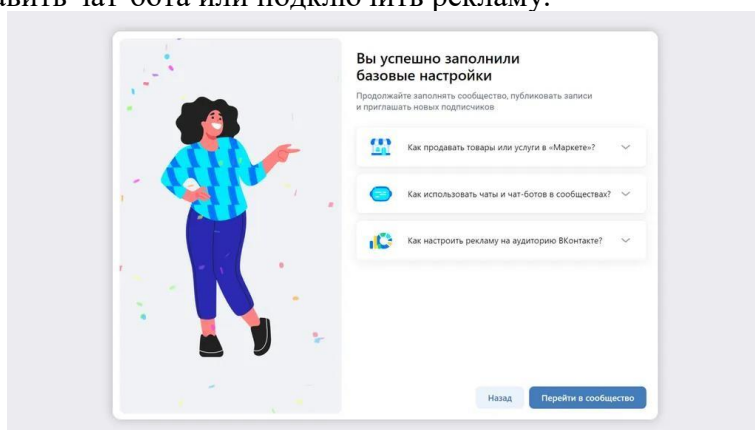 чат-бота или подключить рекламу.
Вы успешно заполнили
базовые настройки
Продолжайте заполнять сообщество, публиковать записи
и приглашать новых подписчиков
Как продавать товары или услуги в «Маркете»?
Как использовать чаты и чат-ботов в сообществах?
Как настроить рекламу на аудиторию ВКонтакте?
Назад
Перейти в сообщество